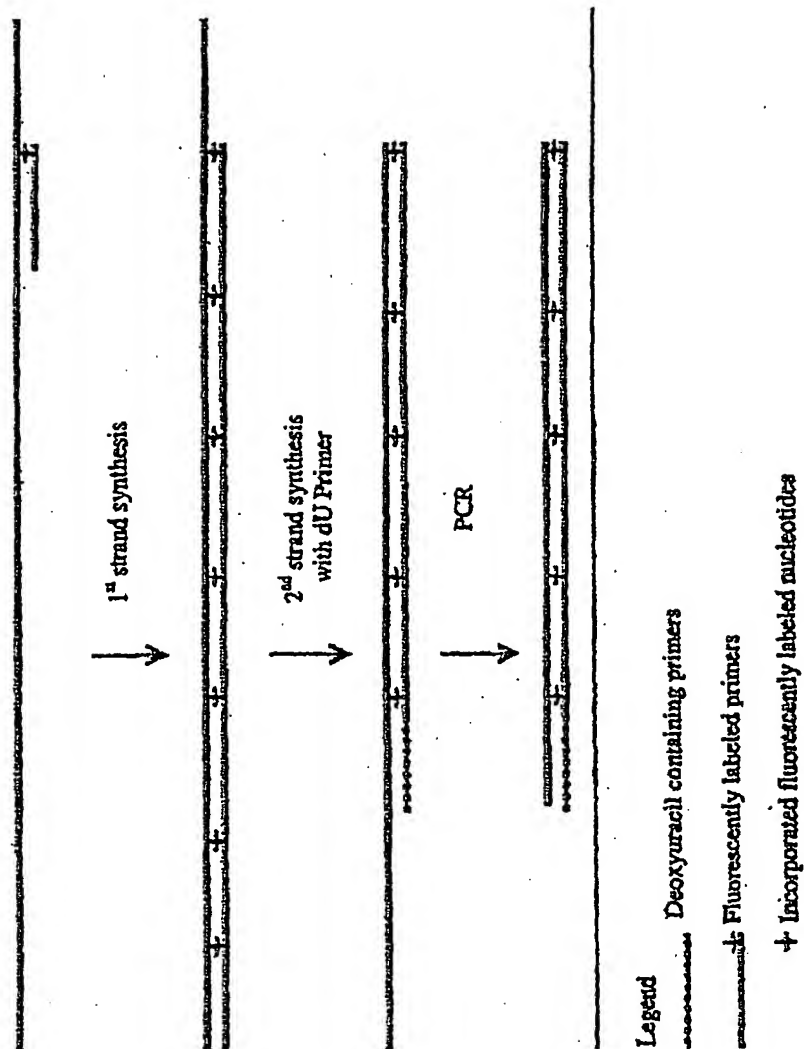 1st strand synthesis
2nd strand synthesis
with dU Primer
PCR
Legend
Deoxyuracil containing primers
Fluorescently labeled primers
Incorporated fluorescently labeled nucleotides